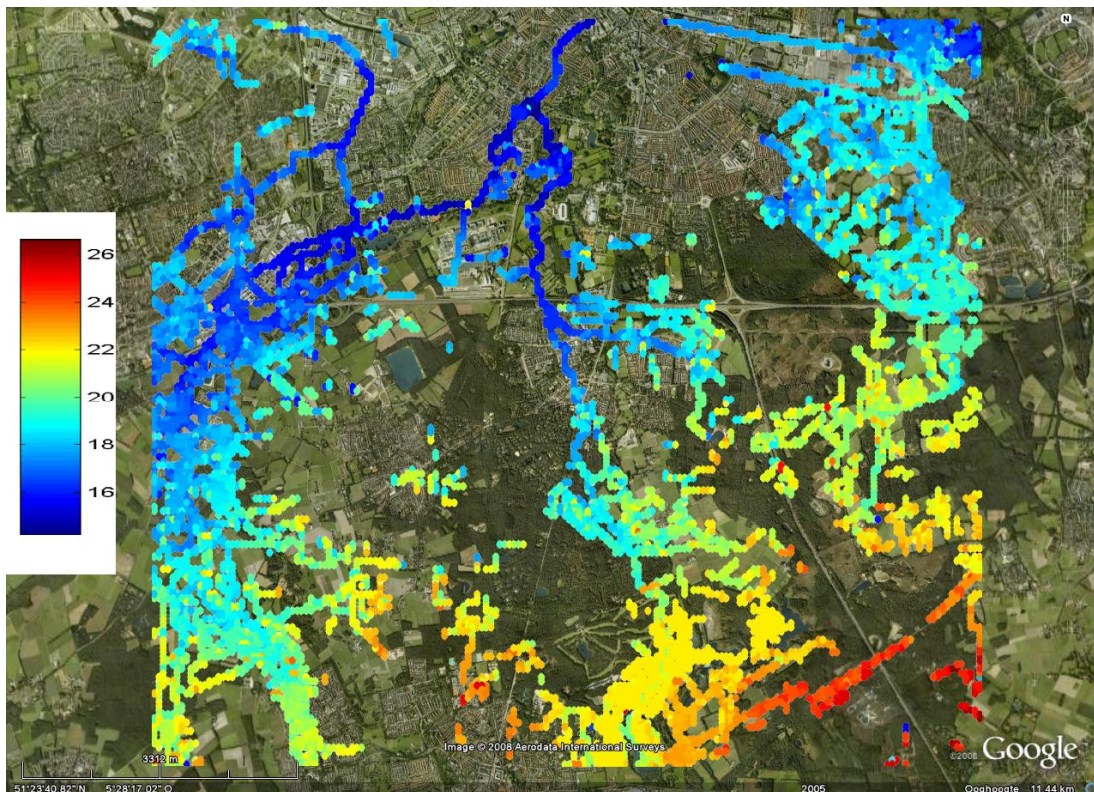 N
26
24
22
20
18
16
Image © 2008 Aerodata International Surveys
©2008 Google
3312 m
51°23'40.82" N 5°28'17.02" O 2005 Ooghoogte 11.44 km